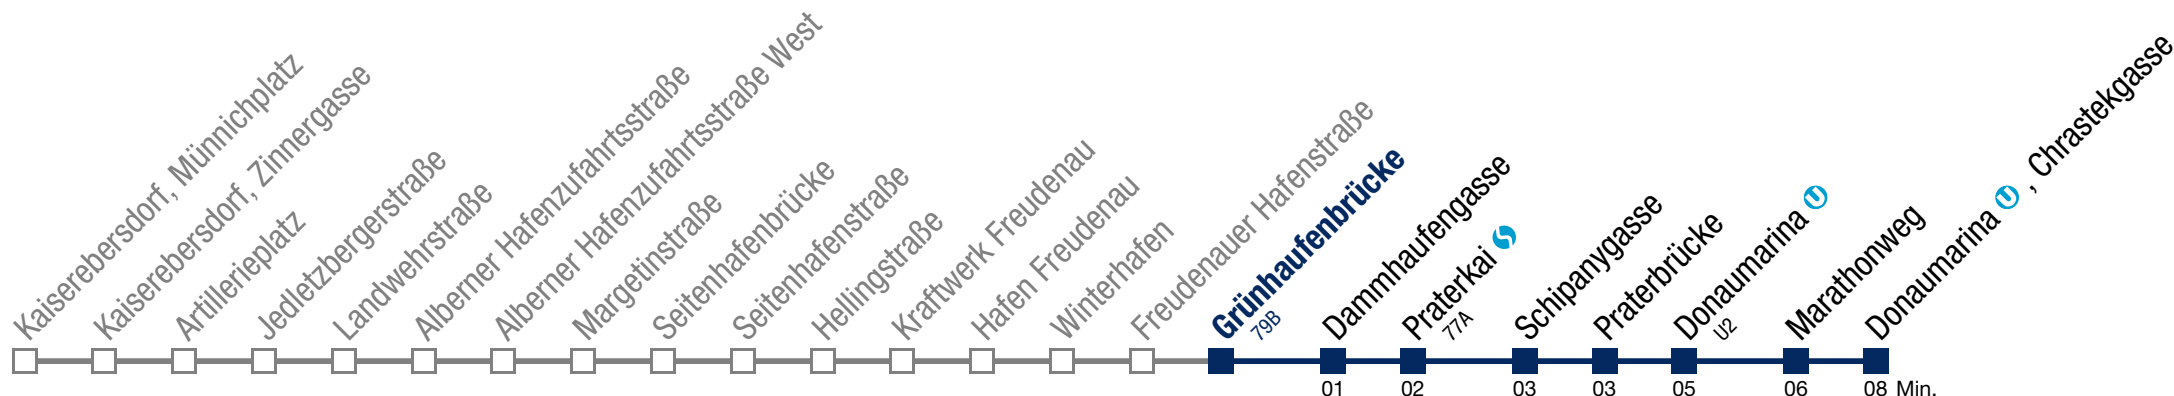 Kaiserebersdorf, Münnichplatz
Kaiserebersdorf, Zinnergasse
Artillerieplatz
Jedletzbergerstraße
Landwehrstraße
Alberner Hafenzufahrtsstraße
Alberner Hafenzufahrtsstraße West
Margetinstraße
Seitenhafenbrücke
Seitenhafenstraße
Hellingstraße
Kraftwerk Freudenau
Hafen Freudenau
Winterhafen
Freudenauer Hafenstraße
Grünhaufenbrücke
79B
Dammhaufengasse
Praterkai S
77A
Schipanygasse
Praterbrücke
Donaumarina U
U2
Marathonweg
Donaumarina U, Chrastekgasse
01 02 03 03 05 06 08 Min.